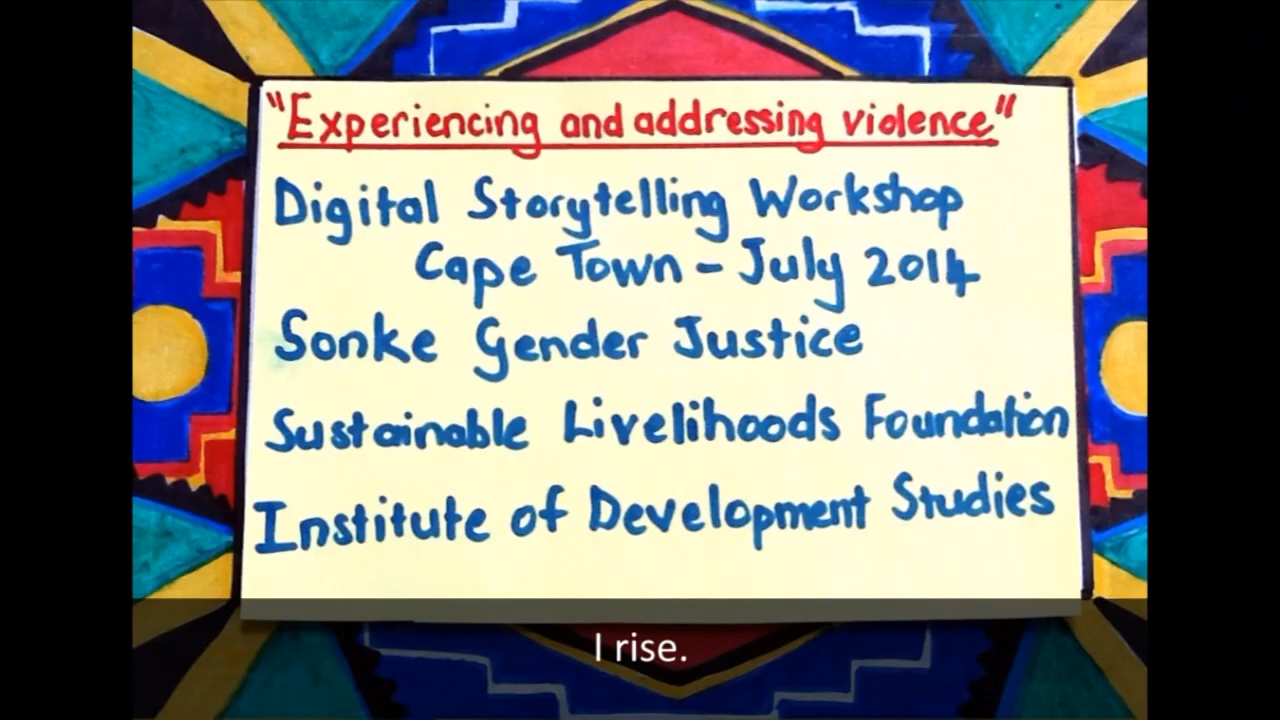 "Experiencing and addressing violence"
Digital Storytelling Workshop
Cape Town - July 2014
Sonke Gender Justice
Sustainable Livelihoods Foundation
Institute of Development Studies
I rise.